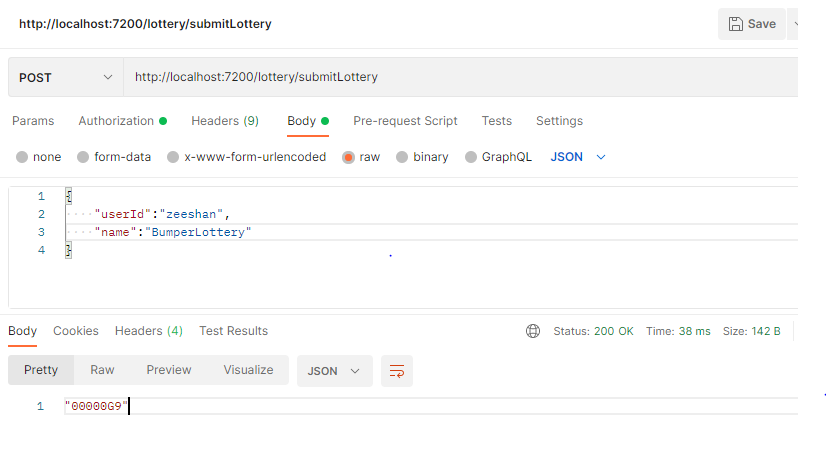 http://localhost:7200/lottery/submitLottery
Save
POST
http://localhost:7200/lottery/submitLottery
Params Authorization Headers (9) Body Pre-request Script Tests Settings
none form-data x-www-form-urlencoded raw binary GraphQL JSON
1 {
2 "userId":"zeeshan",
3 "name":"BumperLottery"
4 }
Body Cookies Headers (4) Test Results
Status: 200 OK Time: 38 ms Size: 142 B
Pretty Raw Preview Visualize JSON
1 "00000G9"